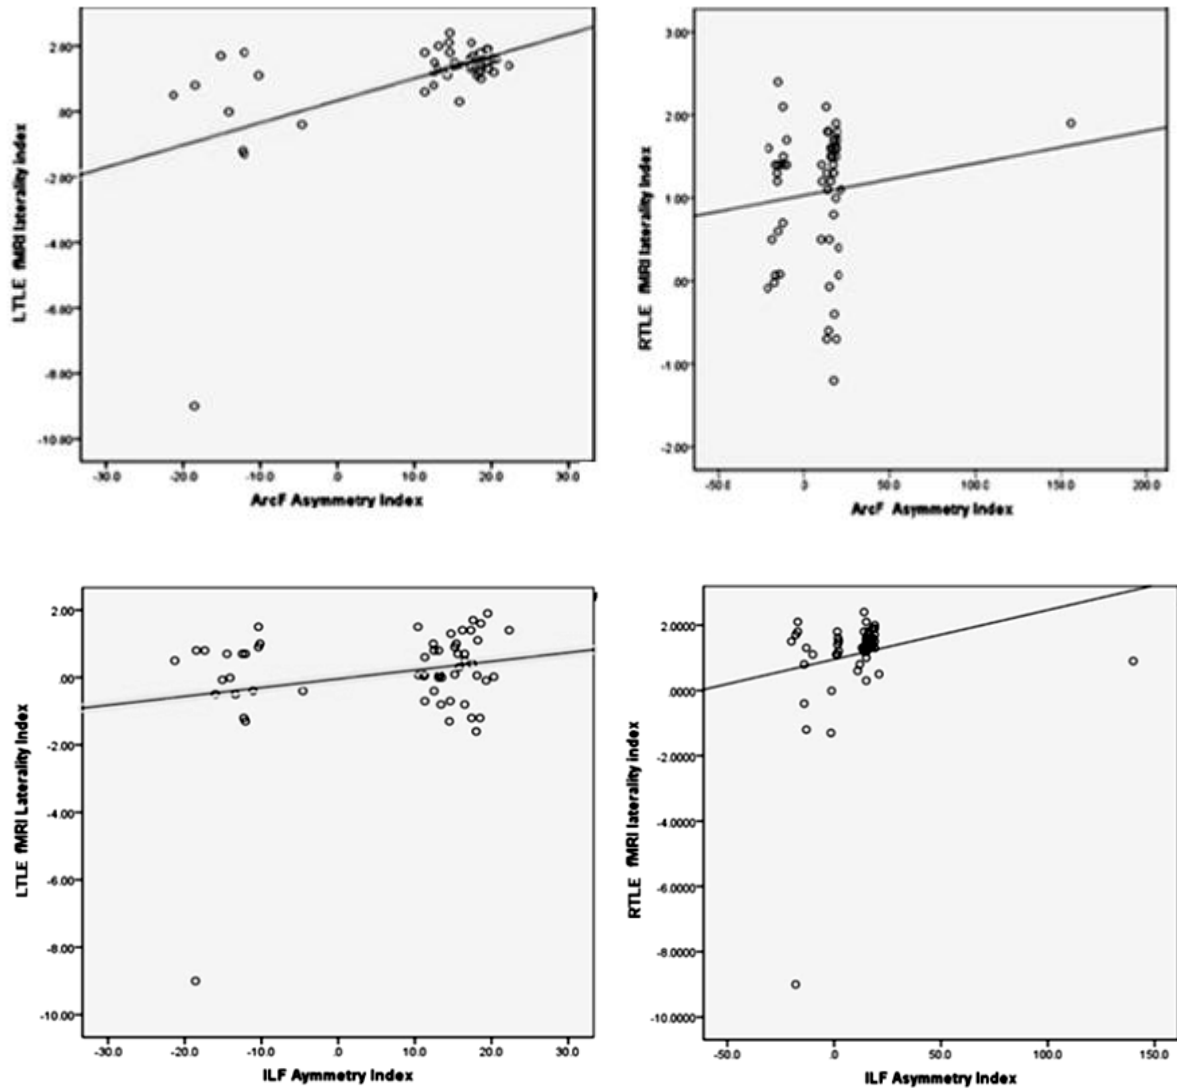 2.00
.00
-2.00
-4.00
-6.00
-8.00
-10.00
LTLE fMRI laterality index
-30.0 -20.0 -10.0 .0 10.0 20.0 30.0
ArcF Asymmetry Index
3.00
2.00
1.00
.00
-1.00
-2.00
RTLE fMRI laterality index
-50.0 .0 50.0 100.0 150.0 200.0
ArcF Asymmetry Index
2.00
.00
-2.00
-4.00
-6.00
-8.00
-10.00
LTLE fMRI Laterality Index
-30.0 -20.0 -10.0 .0 10.0 20.0 30.0
ILF Aymmetry Index
2.0000
.0000
-2.0000
-4.0000
-6.0000
-8.0000
-10.0000
RTLE fMRI laterality index
-50.0 .0 50.0 100.0 150.0
ILF Asymmetry Index